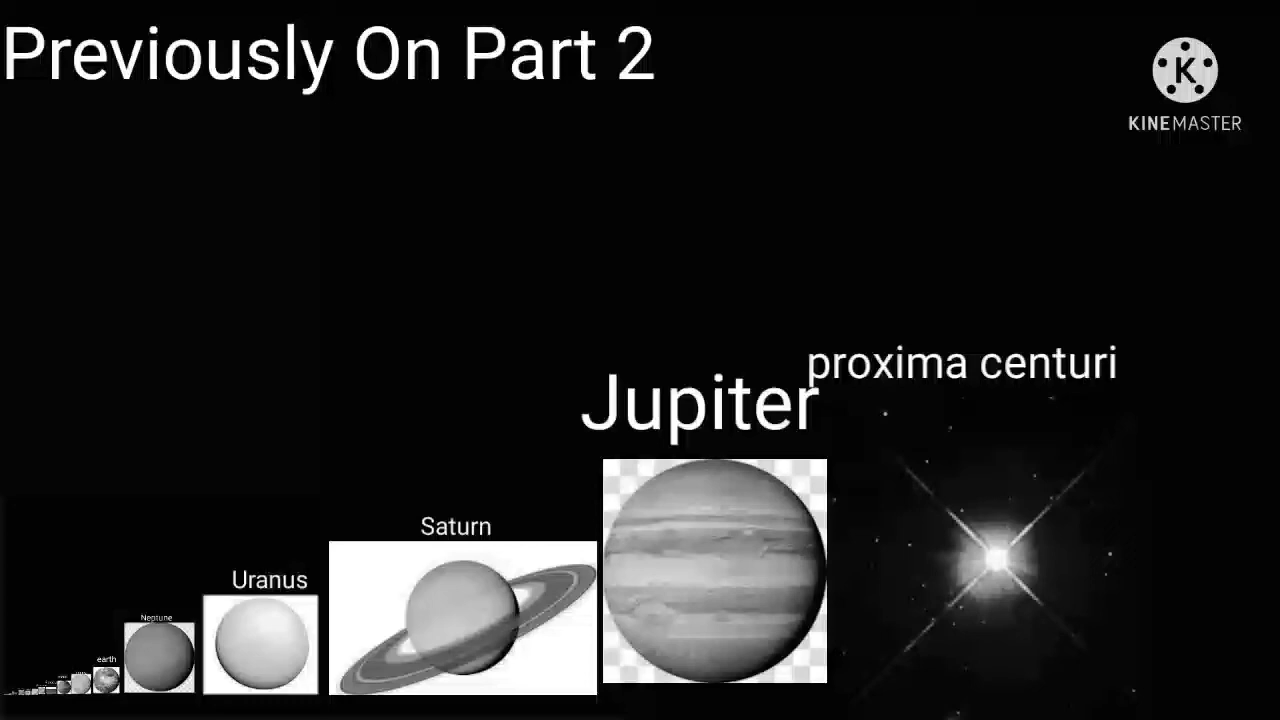 Previously On Part 2
K
KINEMASTER
proxima centuri
Jupiter
Saturn
Uranus
Neptune
earth